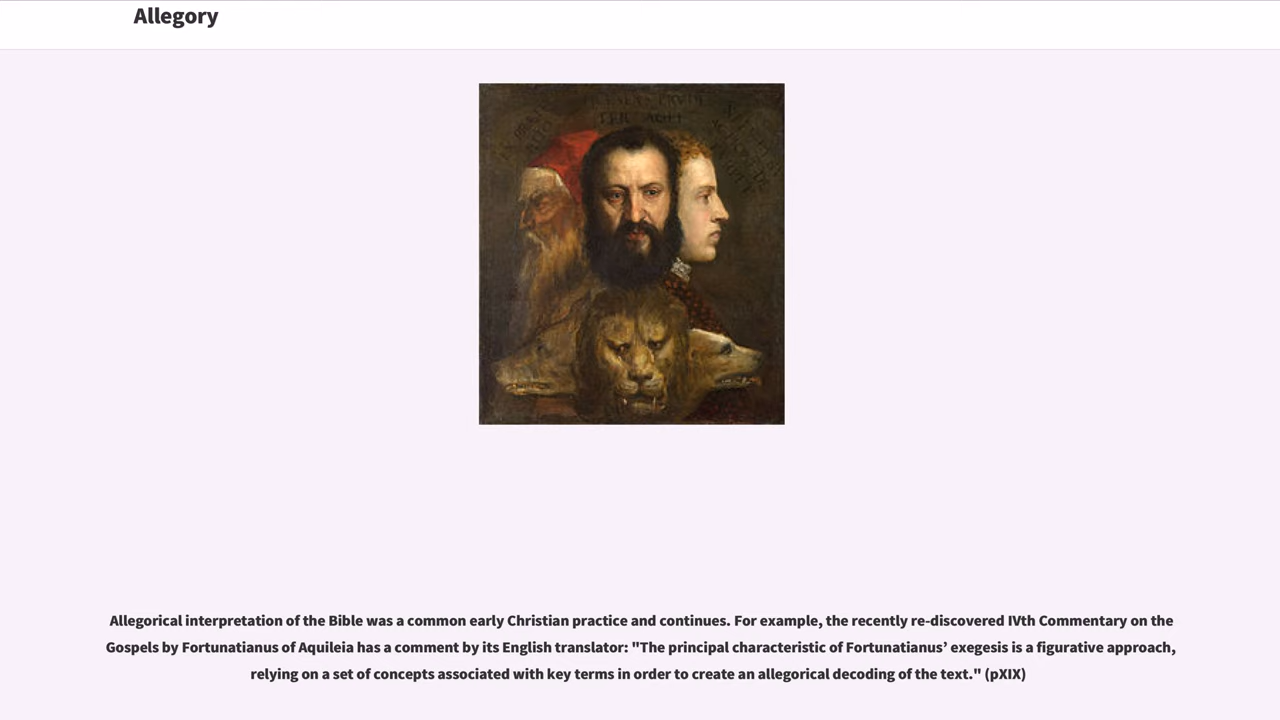 Allegory
TER AGIT
Allegorical interpretation of the Bible was a common early Christian practice and continues. For example, the recently re-discovered IVth Commentary on the
Gospels by Fortunatianus of Aquileia has a comment by its English translator: "The principal characteristic of Fortunatianus’ exegesis is a figurative approach,
relying on a set of concepts associated with key terms in order to create an allegorical decoding of the text." (pXIX)